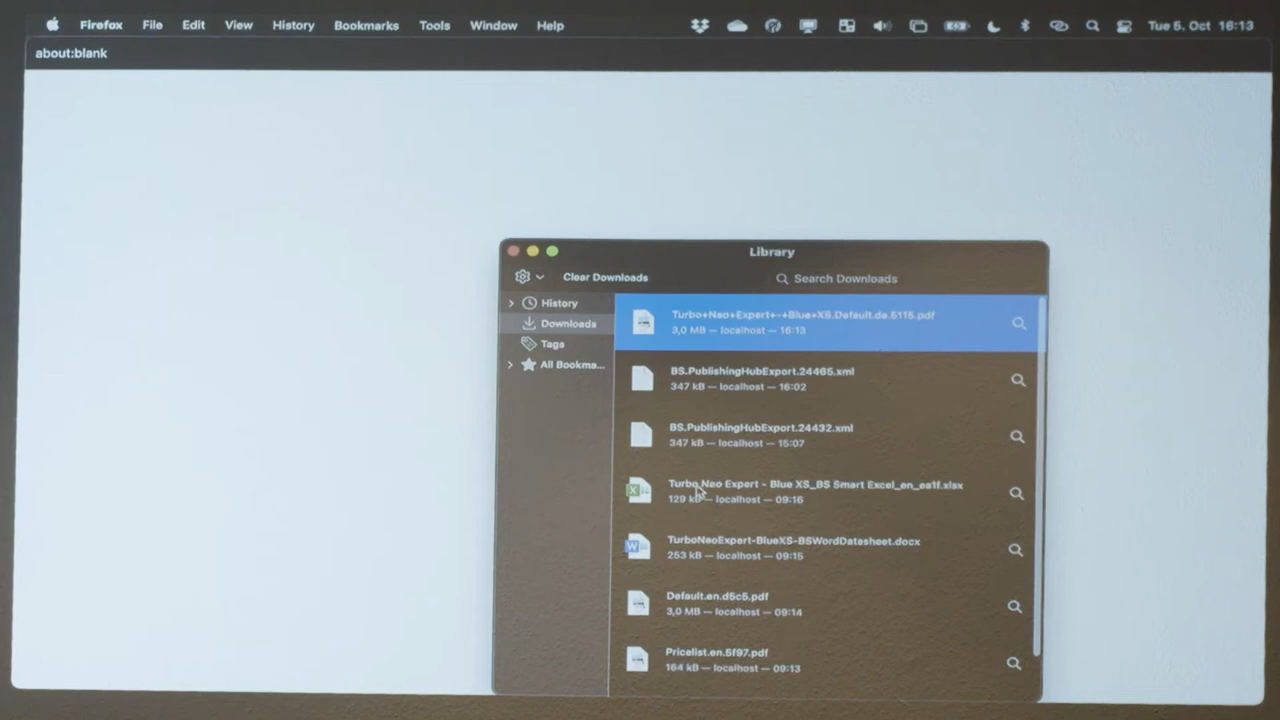 Firefox File Edit View History Bookmarks Tools Window Help Tue 5. Oct 16:13
about:blank
Library
Clear Downloads Search Downloads
History
Downloads
Tags
All Bookma...
Turbo+Neo+Expert+-+Blue+XS.Default.de.5115.pdf
3,0 MB — localhost — 16:13
BS.PublishingHubExport.24465.xml
347 kB — localhost — 16:02
BS.PublishingHubExport.24432.xml
347 kB — localhost — 15:07
Turbo Neo Expert - Blue XS_BS Smart Excel_en_ea1f.xlsx
129 kB — localhost — 09:16
TurboNeoExpert-BlueXS-BSWordDatesheet.docx
253 kB — localhost — 09:15
Default.en.d5c5.pdf
3,0 MB — localhost — 09:14
Pricelist.en.5f97.pdf
164 kB — localhost — 09:13